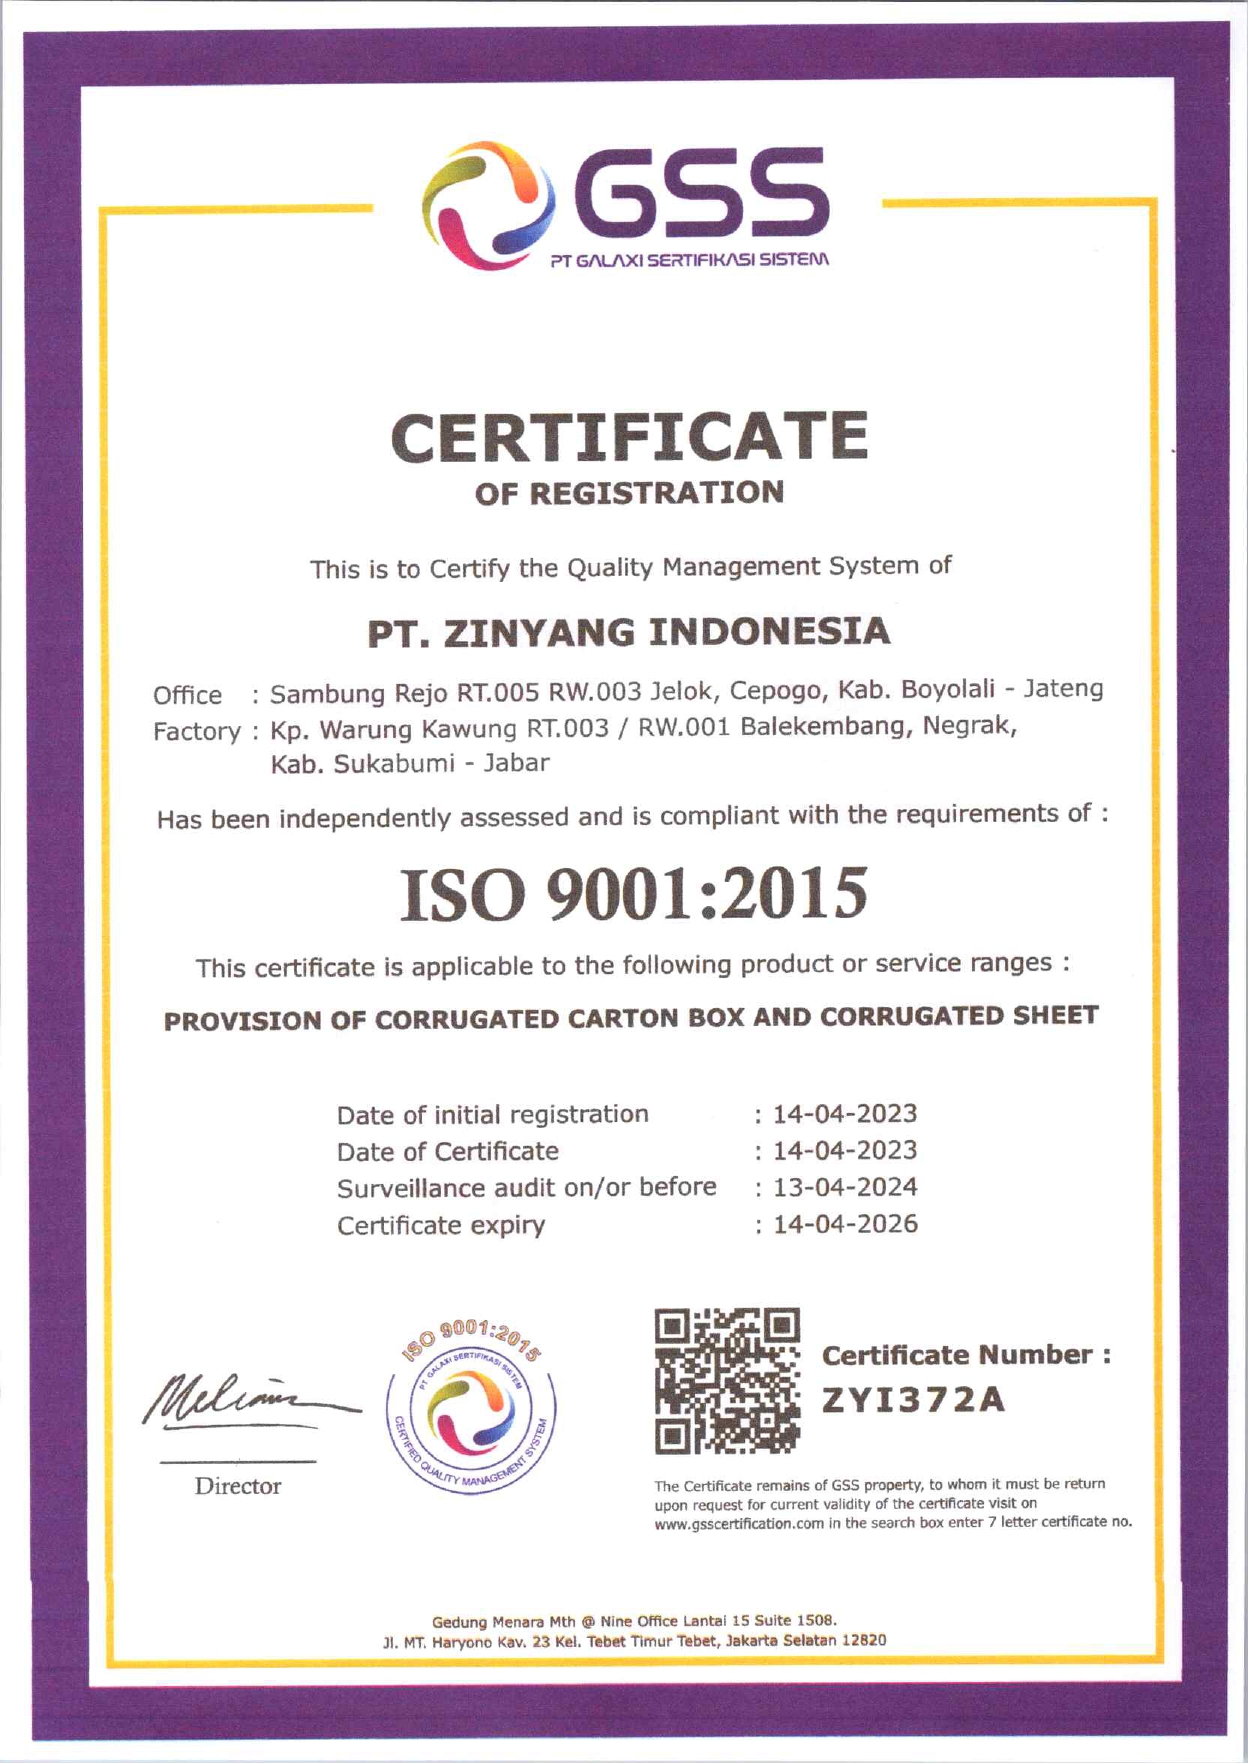 GSS
PT GALAXI SERTIFIKASI SISTEM
CERTIFICATE
OF REGISTRATION
This is to Certify the Quality Management System of
PT. ZINYANG INDONESIA
Office : Sambung Rejo RT.005 RW.003 Jelok, Cepogo, Kab. Boyolali - Jateng
Factory : Kp. Warung Kawung RT.003 / RW.001 Balekembang, Negrak,
Kab. Sukabumi - Jabar
Has been independently assessed and is compliant with the requirements of :
ISO 9001:2015
This certificate is applicable to the following product or service ranges :
PROVISION OF CORRUGATED CARTON BOX AND CORRUGATED SHEET
Date of initial registration : 14-04-2023
Date of Certificate : 14-04-2023
Surveillance audit on/or before : 13-04-2024
Certificate expiry : 14-04-2026
Director
ISO 9001:2015
PT GALAXI SERTIFIKASI SISTEM
CERTIFIED QUALITY MANAGEMENT SYSTEM
Certificate Number :
ZYI372A
The Certificate remains of GSS property, to whom it must be return
upon request for current validity of the certificate visit on
www.gsscertification.com in the search box enter 7 letter certificate no.
Gedung Menara Mth @ Nine Office Lantai 15 Suite 1508.
Jl. MT. Haryono Kav. 23 Kel. Tebet Timur Tebet, Jakarta Selatan 12820